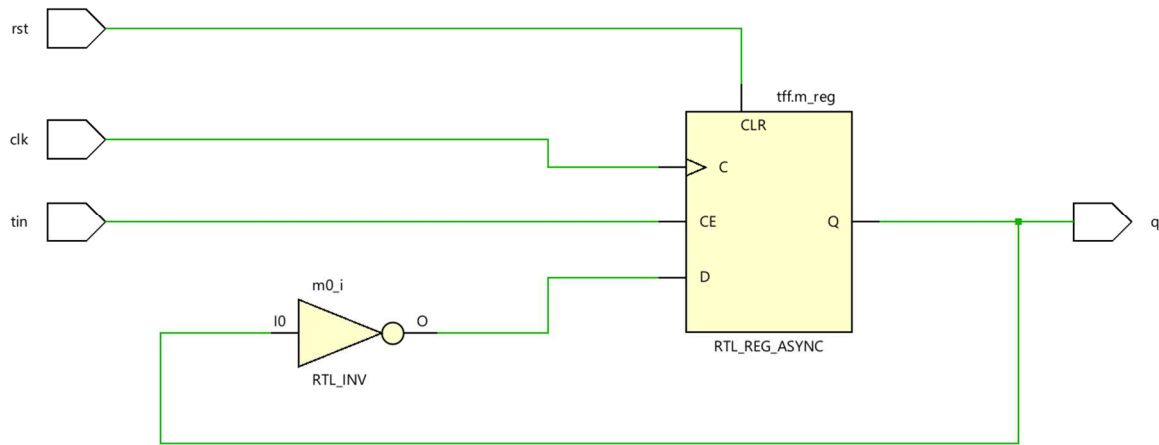 rst
tff.m_reg
CLR
clk
C
tin
CE
Q
q
D
m0_i
I0
O
RTL_REG_ASYNC
RTL_INV